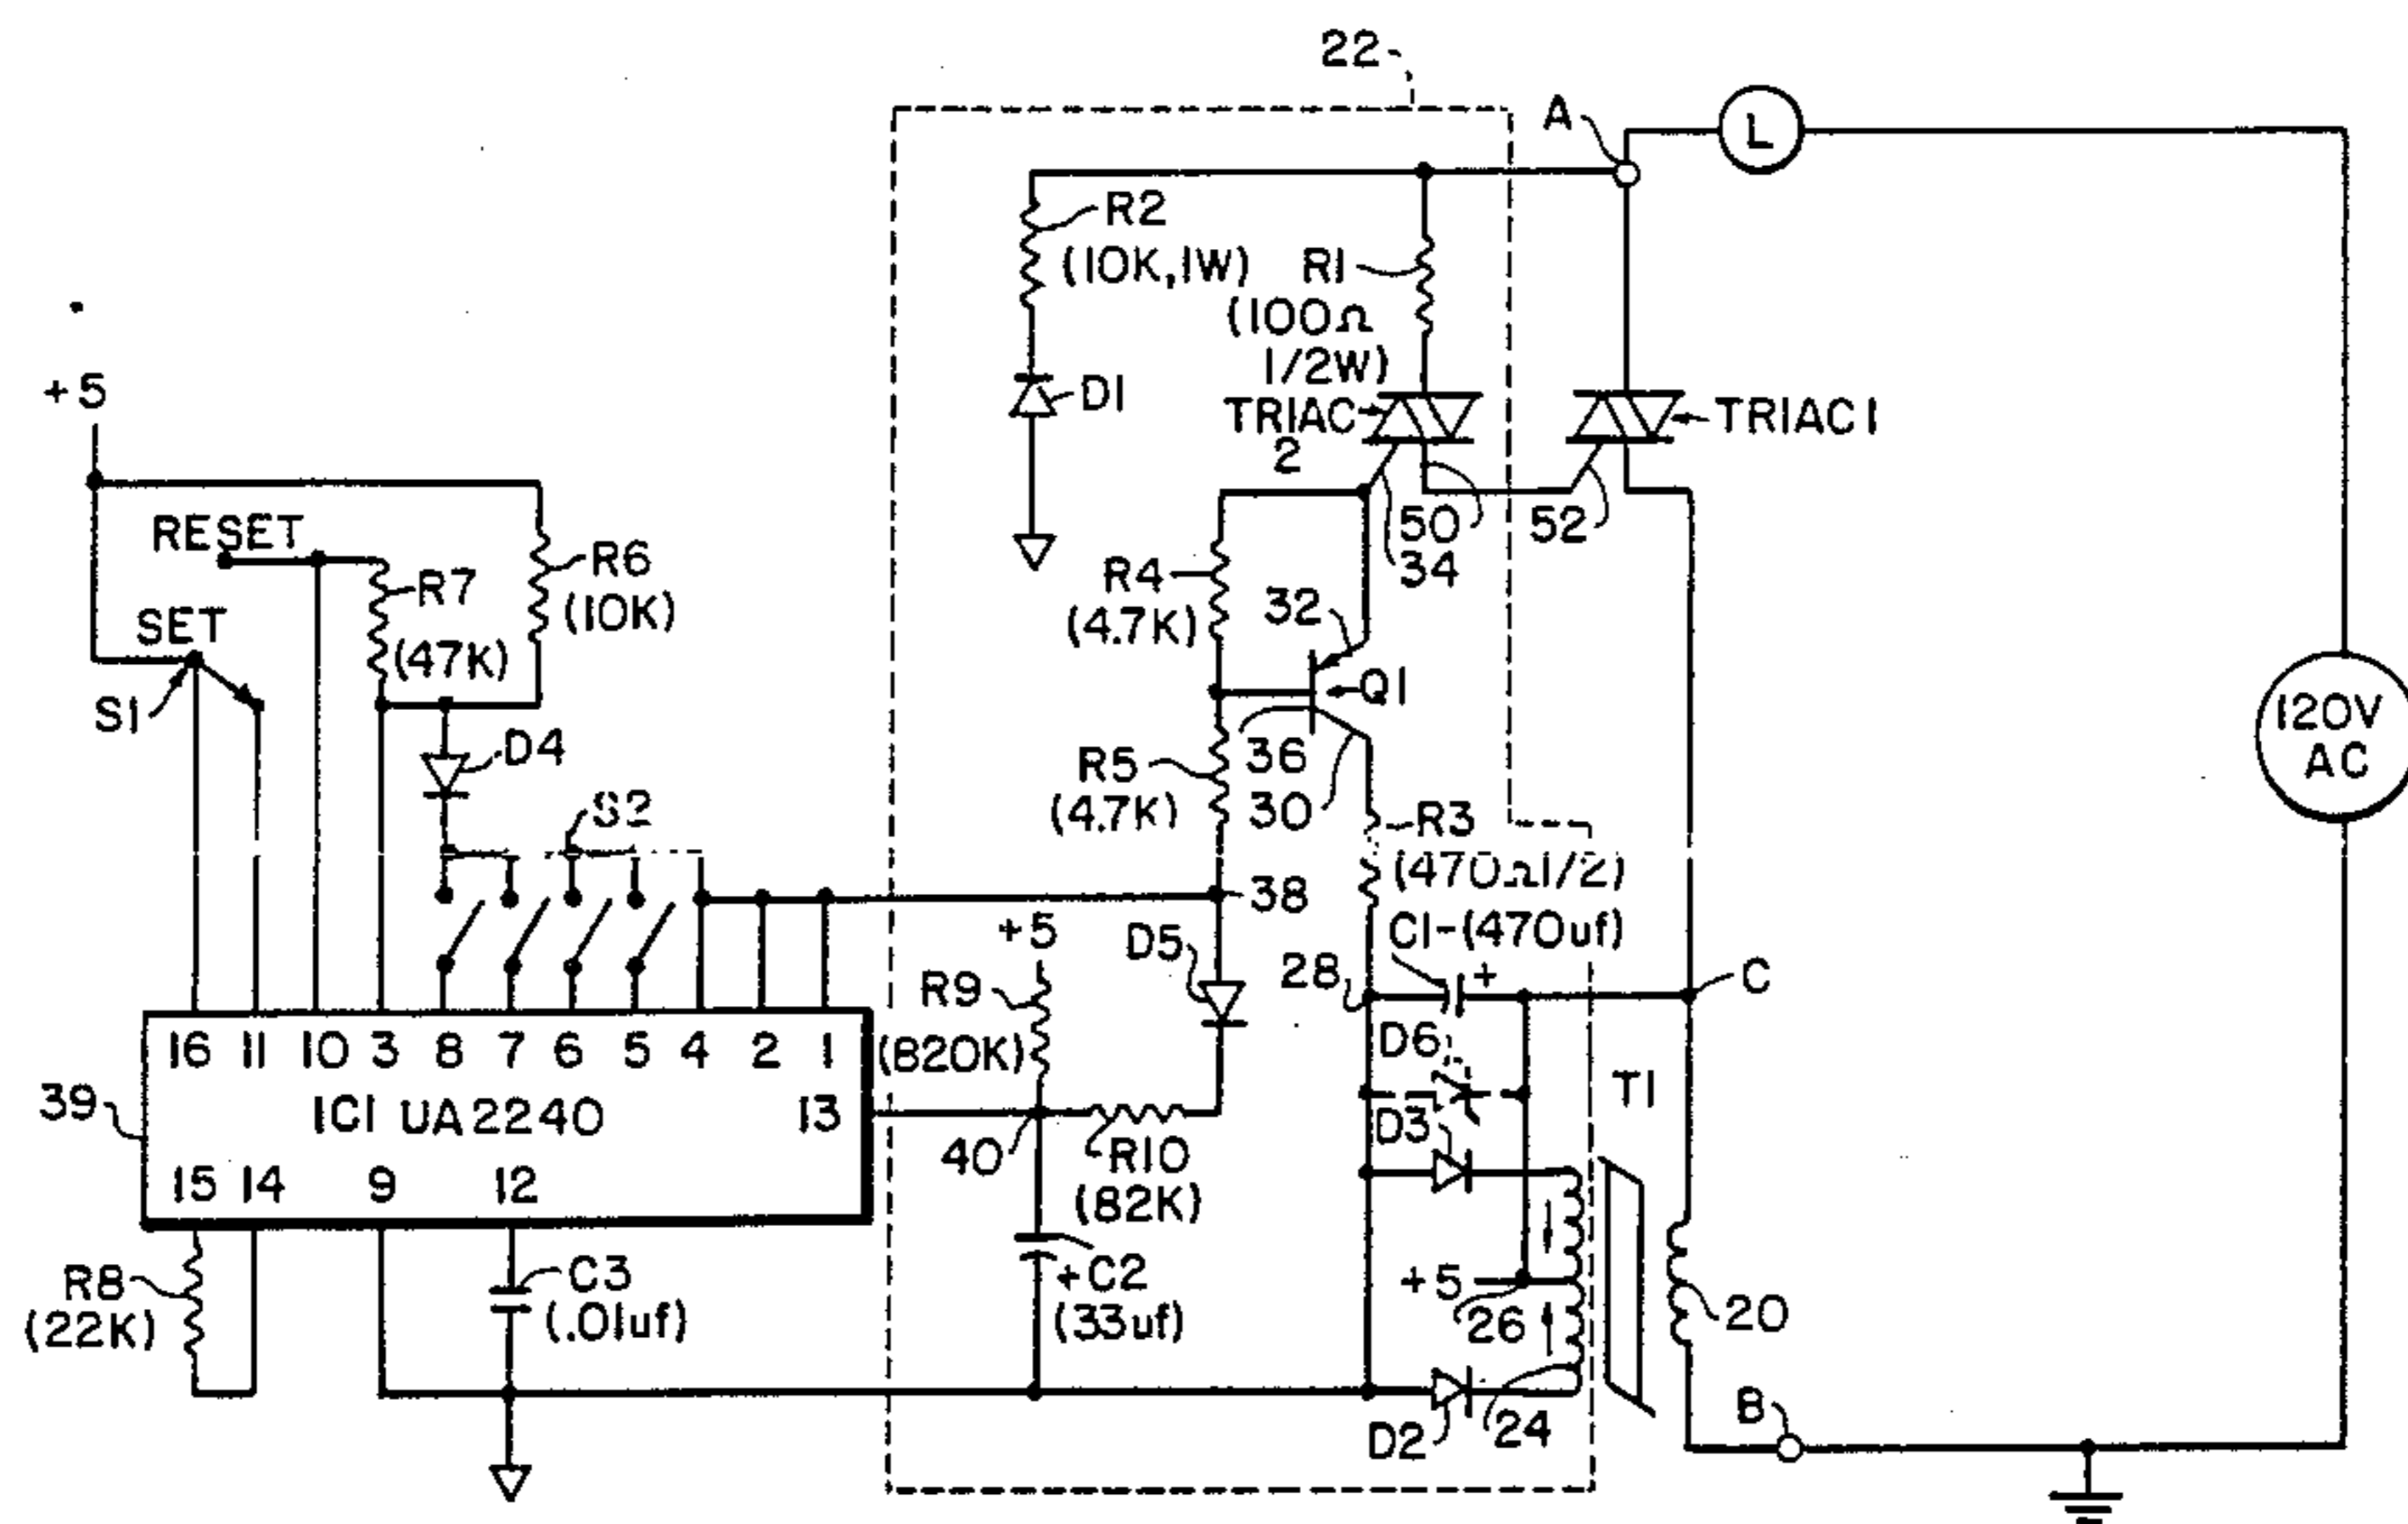 22
A
L
R2
(10K,1W)
R1
(100Ω
1/2W)
D1
TRIAC
2
TRIAC1
+5
RESET
R7
(47K)
R6
(10K)
SET
S1
D4
S2
50
34
52
R4
(4.7K)
32
Q1
36
30
R5
(4.7K)
R3
(470Ω1/2)
120V
AC
38
+5
D5
C1-(470uf)
+
28
C
R9
(820K)
D6
D3
T1
16 11 10 3 8 7 6 5 4 2 1
39
IC1 UA2240
13
40
R10
(82K)
15 14 9 12
R8
(22K)
C3
(.01uf)
+C2
(33uf)
+5
26
20
D2
24
B